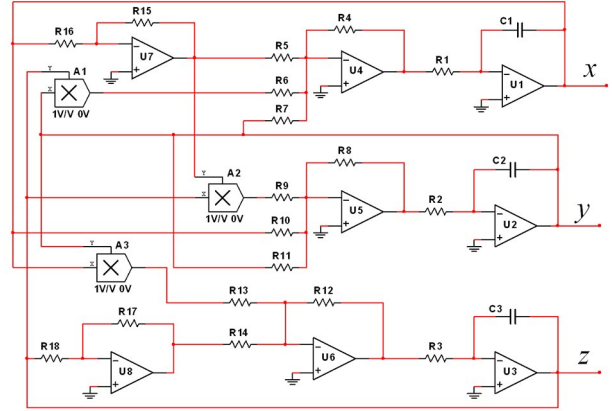 R15
R16
U7
R4
C1
R5
U4
R1
U1
x
A1
Y
X
1V/V 0V
R6
R7
A2
Y
X
1V/V 0V
R8
C2
R9
U5
R2
U2
y
R10
R11
A3
Y
X
1V/V 0V
R13
R12
C3
R17
R18
U8
R14
U6
R3
U3
z